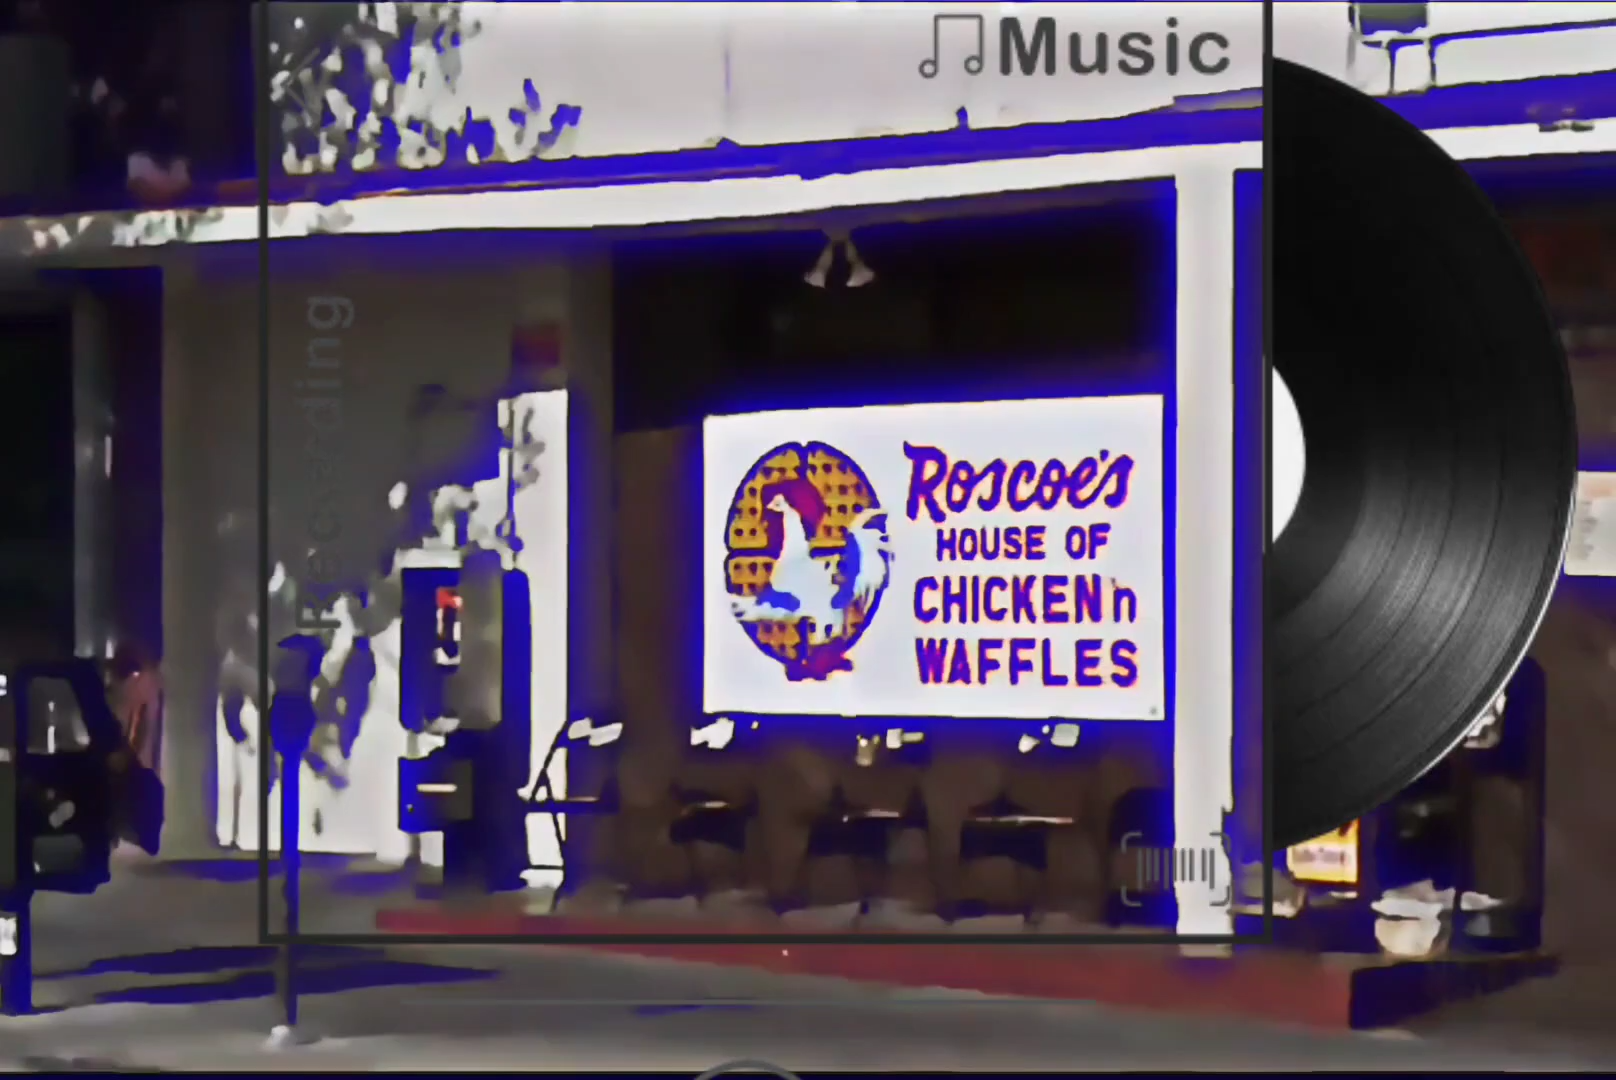 Music
Recording
Roscoe's
HOUSE OF
CHICKEN 'n
WAFFLES